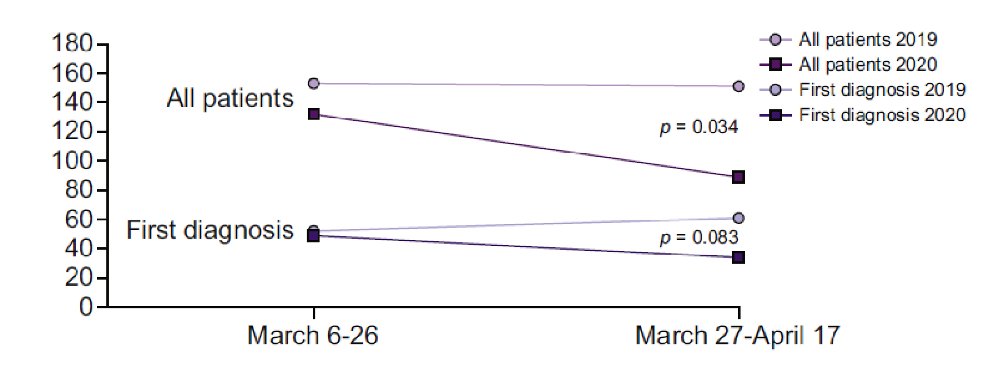 180
160
140
120
100
80
60
40
20
0
All patients
First diagnosis
p = 0.034
p = 0.083
March 6-26
March 27-April 17
All patients 2019
All patients 2020
First diagnosis 2019
First diagnosis 2020